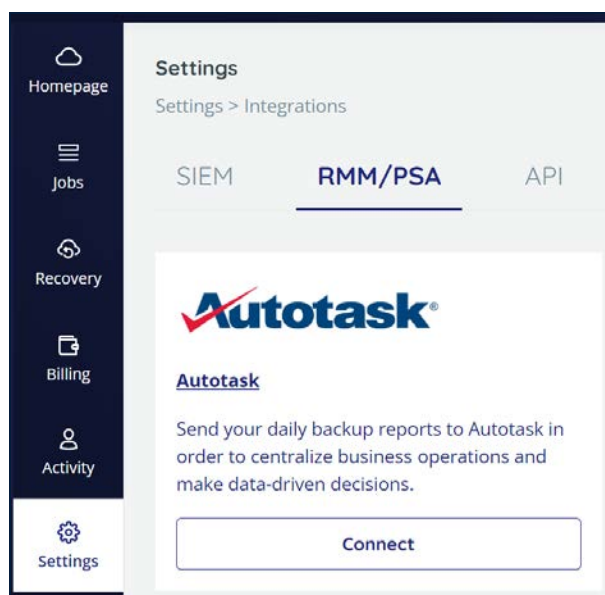 Homepage
Jobs
Recovery
Billing
Activity
Settings
Settings
Settings > Integrations
SIEM RMM/PSA API
Autotask®
Autotask
Send your daily backup reports to Autotask in
order to centralize business operations and
make data-driven decisions.
Connect